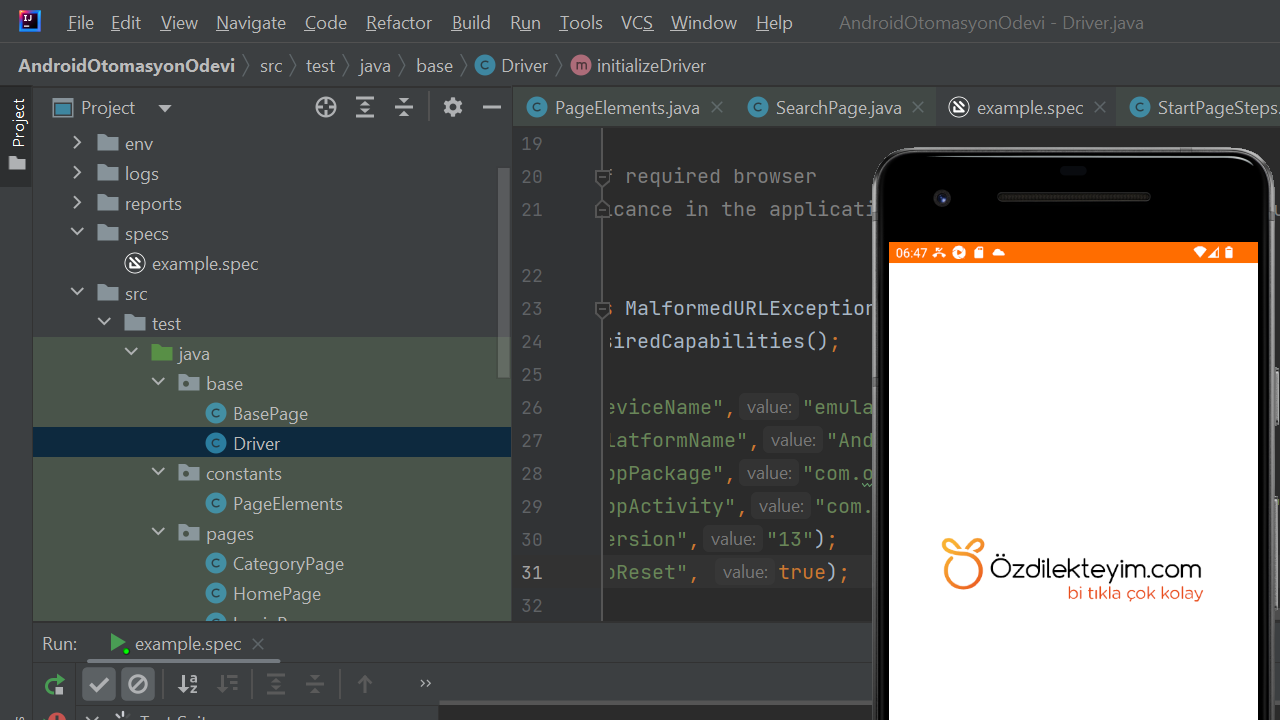 File Edit View Navigate Code Refactor Build Run Tools VCS Window Help AndroidOtomasyonOdevi - Driver.java
AndroidOtomasyonOdevi src test java base Driver initializeDriver
Project
Project
PageElements.java SearchPage.java example.spec StartPageSteps.
env
logs
reports
specs
example.spec
src
test
java
base
BasePage
Driver
constants
PageElements
pages
CategoryPage
HomePage
19
20 required browser
21 icance in the applicati
22
23 MalformedURLException
24 siredCapabilities();
25
26 eviceName", value: "emula
27 latformName", value: "And
28 ppPackage", value: "com.o
29 ppActivity", value: "com.
30 ersion", value: "13");
31 oReset", value: true);
32
06:47
Özdilekteyim.com
bi tıkla çok kolay
Run: example.spec